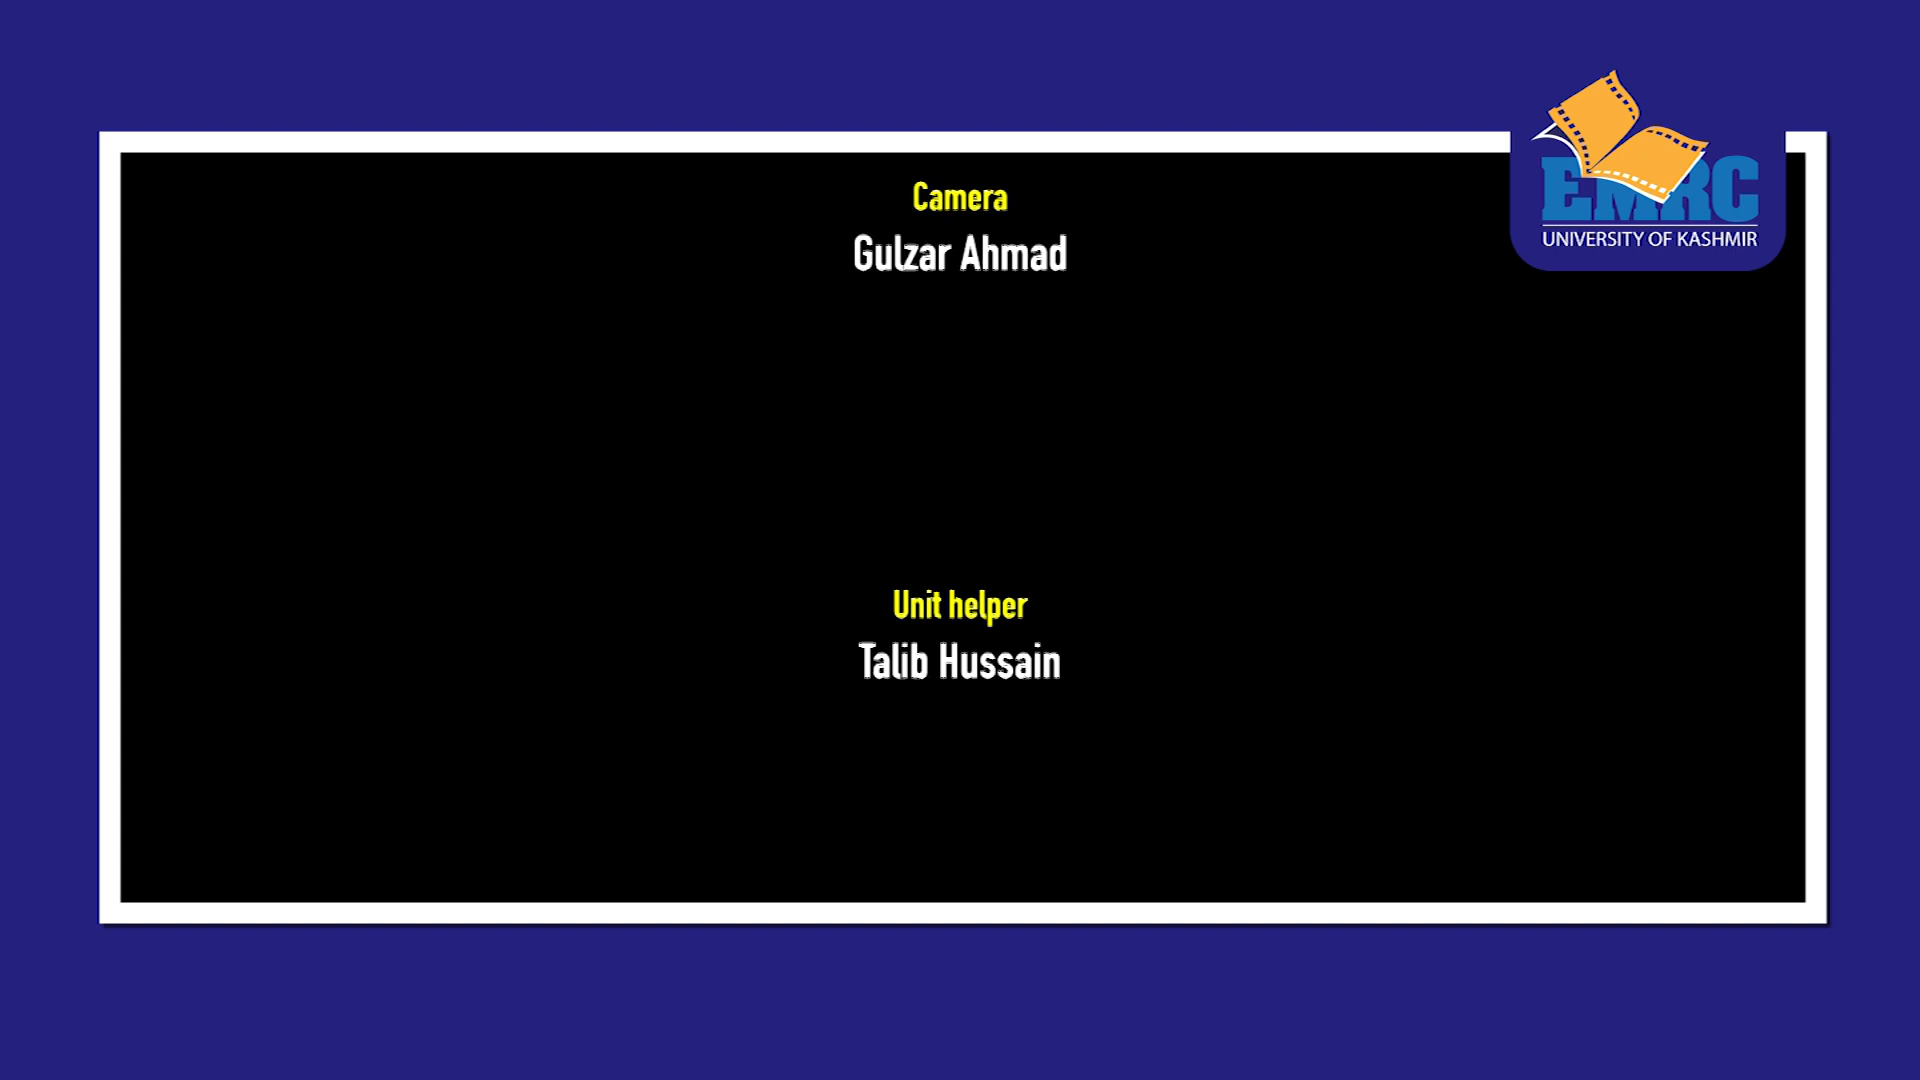 Camera
Gulzar Ahmad
EMRC
UNIVERSITY OF KASHMIR
Unit helper
Talib Hussain